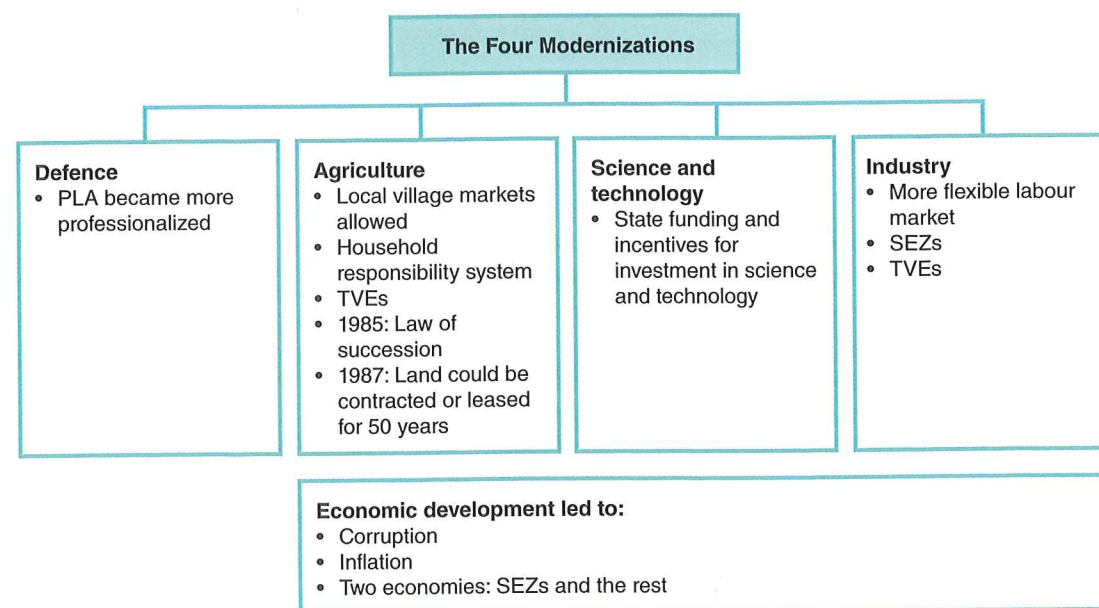 The Four Modernizations
Defence
• PLA became more
professionalized
Agriculture
• Local village markets
allowed
• Household
responsibility system
• TVEs
• 1985: Law of
succession
• 1987: Land could be
contracted or leased
for 50 years
Science and
technology
• State funding and
incentives for
investment in science
and technology
Industry
• More flexible labour
market
• SEZs
• TVEs
Economic development led to:
• Corruption
• Inflation
• Two economies: SEZs and the rest